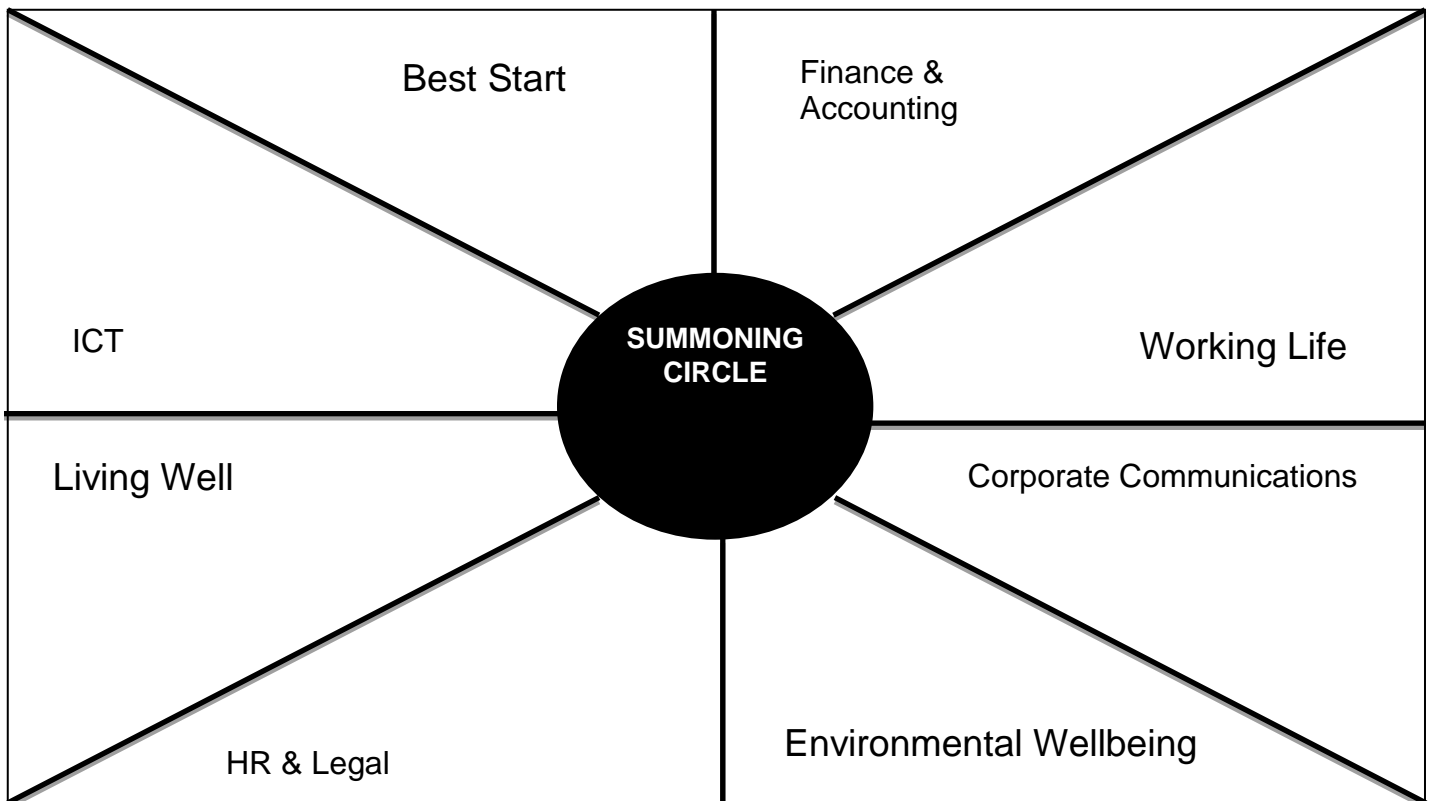 Best Start
Finance &
Accounting
ICT
SUMMONING
CIRCLE
Working Life
Living Well
Corporate Communications
HR & Legal
Environmental Wellbeing